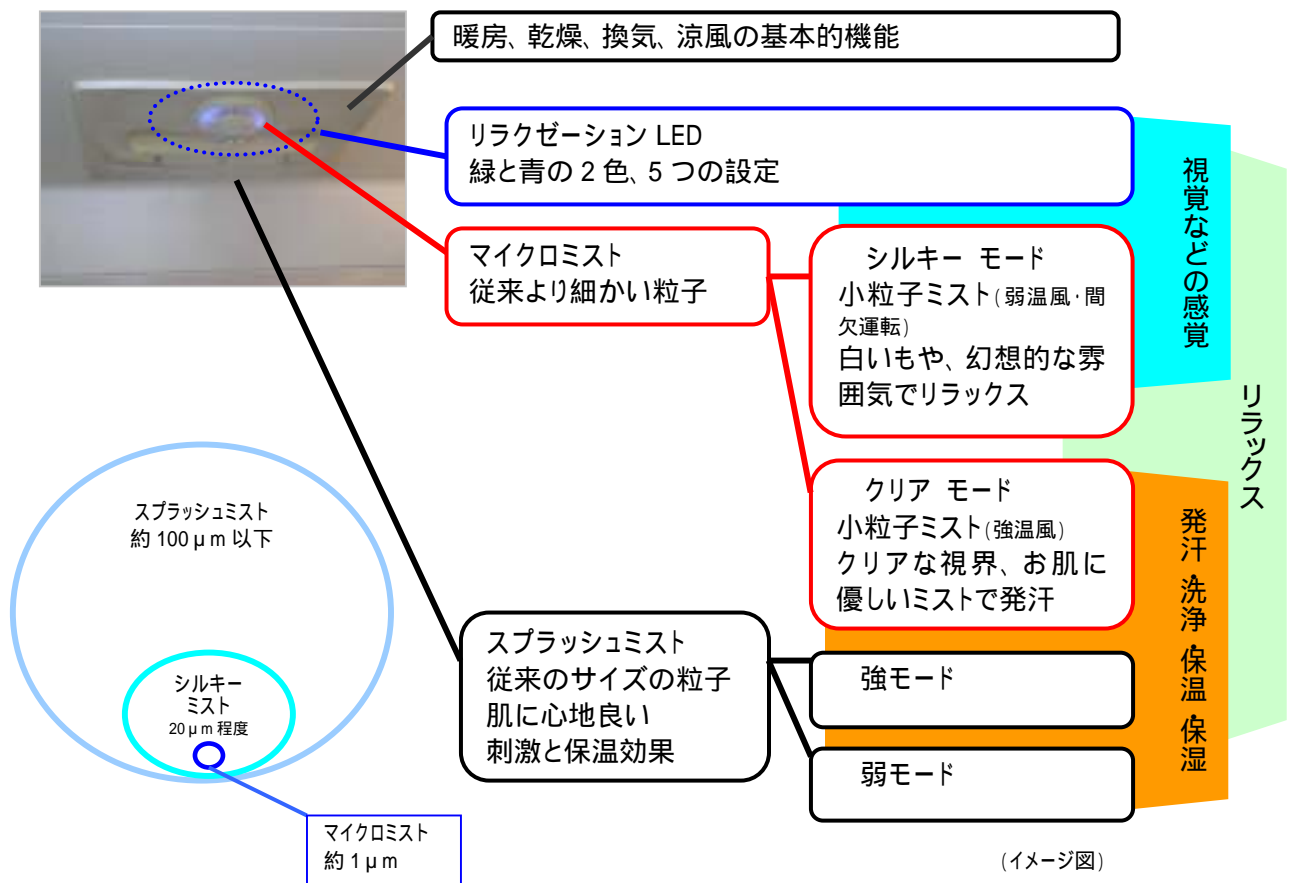 暖房、乾燥、換気、涼風の基本的機能
リラクゼーション LED
緑と青の 2 色、5 つの設定
マイクロミスト
従来より細かい粒子
シルキー モード
小粒子ミスト(弱温風・間
欠運転)
白いもや、幻想的な雰
囲気でリラックス
クリア モード
小粒子ミスト(強温風)
クリアな視界、お肌に
優しいミストで発汗
スプラッシュミスト
従来のサイズの粒子
肌に心地良い
刺激と保温効果
強モード
弱モード
視覚などの感覚
発汗・洗浄・保温・保湿
リラックス
スプラッシュミスト
約 100 μm 以下
シルキー
ミスト
20 μm 程度
マイクロミスト
約 1 μm
(イメージ図)